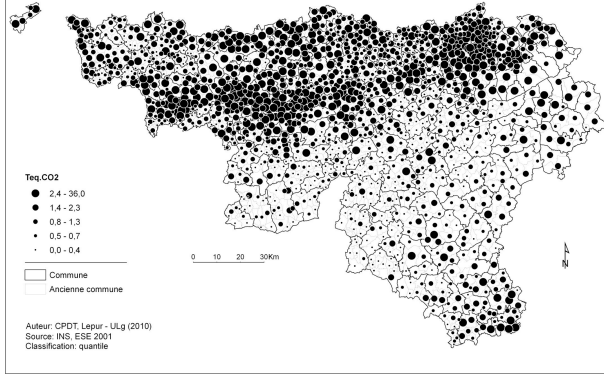 Teq.CO2
2,4 - 36,0
1,4 - 2,3
0,8 - 1,3
0,5 - 0,7
0,0 - 0,4
0 10 20 30Km
Commune
Ancienne commune
N
Auteur: CPDT, Lepur - ULg (2010)
Source: INS, ESE 2001
Classification: quantile